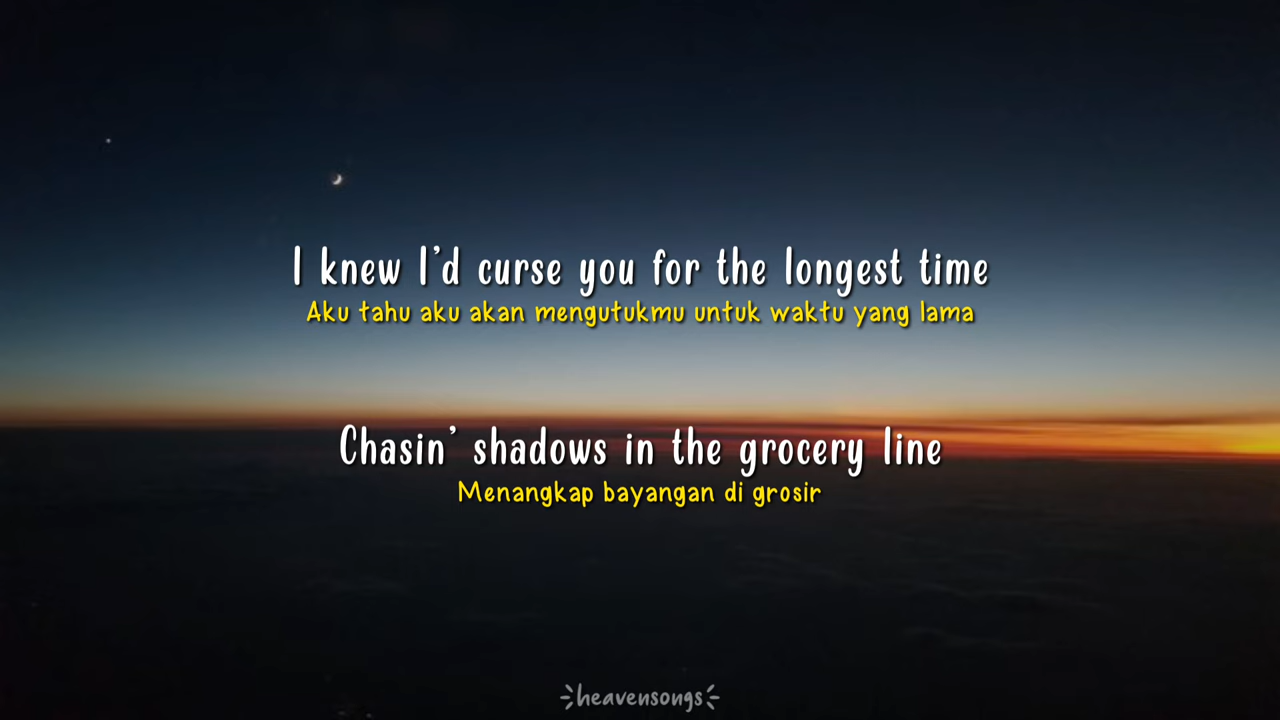 I knew I'd curse you for the longest time
Aku tahu aku akan mengutukmu untuk waktu yang lama
Chasin' shadows in the grocery line
Menangkap bayangan di grosir
heavensongs